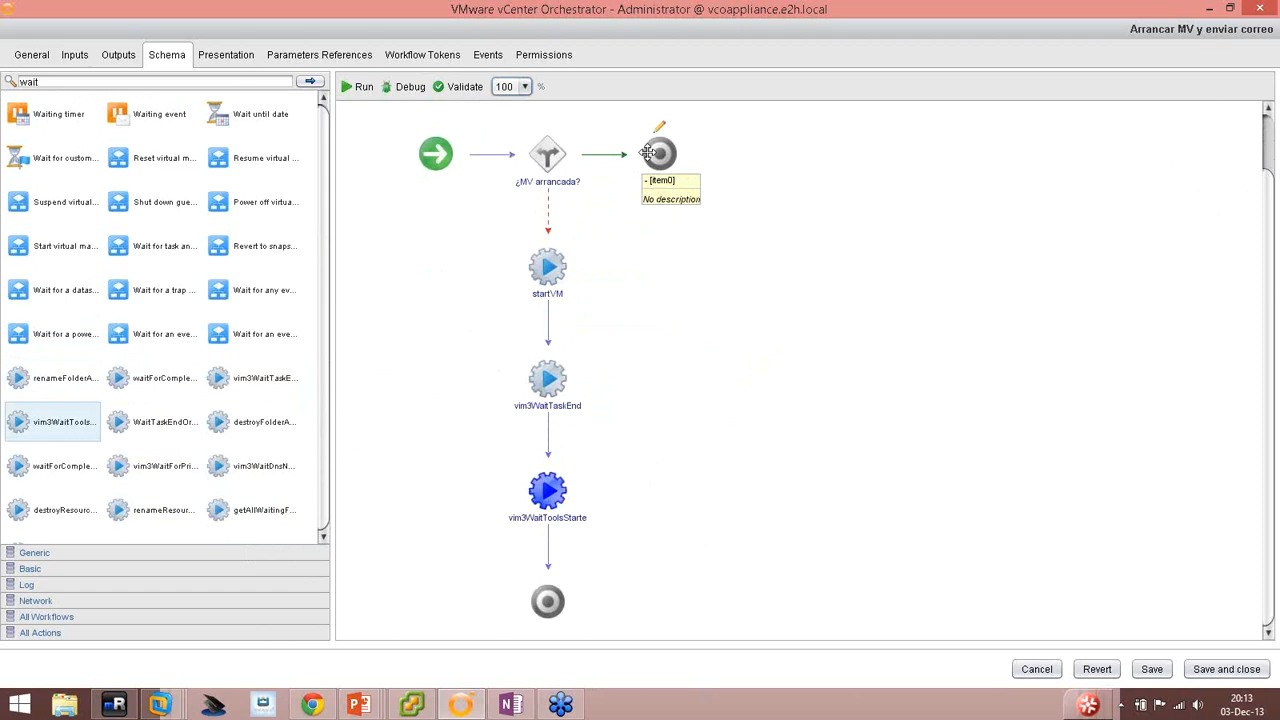 VMware vCenter Orchestrator - Administrator @ vcoappliance.e2h.local
Arrancar MV y enviar correo
General Inputs Outputs Schema Presentation Parameters References Workflow Tokens Events Permissions
wait
Run Debug Validate 100 %
Waiting timer Waiting event Wait until date
Wait for custom... Reset virtual m... Resume virtual ...
Suspend virtual ... Shut down gue... Power off virtua...
Start virtual ma... Wait for task an... Revert to snaps...
Wait for a datas... Wait for a trap ... Wait for any ev...
Wait for a powe... Wait for an eve... Wait for an eve...
renameFolderA... waitForComple... vim3WaitTaskE...
vim3WaitTools... WaitTaskEndOr... destroyFolderA...
waitForComple... vim3WaitForPri... vim3WaitDnsN...
destroyResourc... renameResour... getAllWaitingF...
Generic
Basic
Log
Network
All Workflows
All Actions
¿MV arrancada?
- [item0]
No description
startVM
vim3WaitTaskEnd
vim3WaitToolsStarte
Cancel Revert Save Save and close
20:13
03-Dec-13